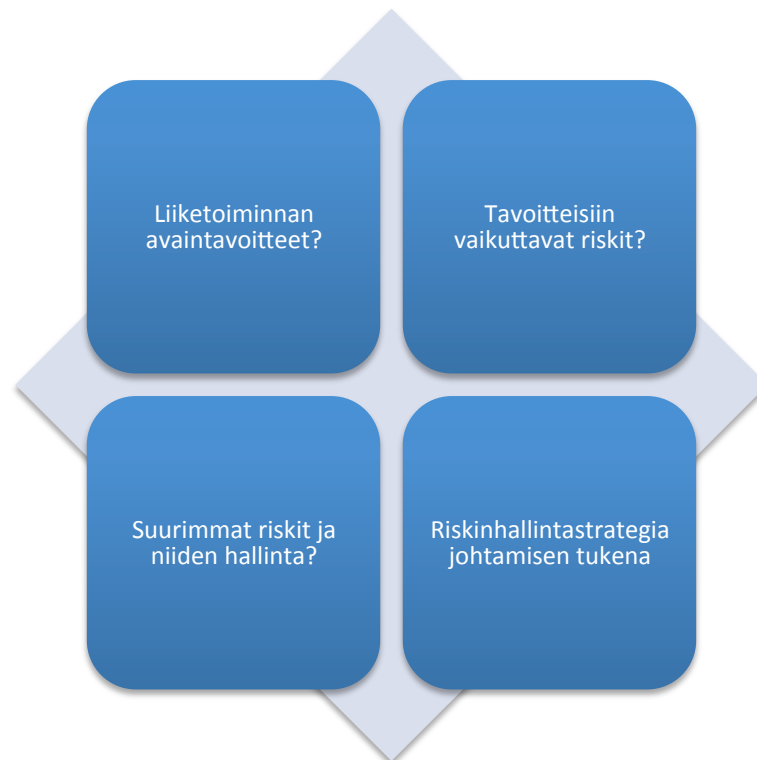 Liiketoiminnan
avaintavoitteet?
Tavoitteisiin
vaikuttavat riskit?
Suurimmat riskit ja
niiden hallinta?
Riskinhallintastrategia
johtamisen tukena